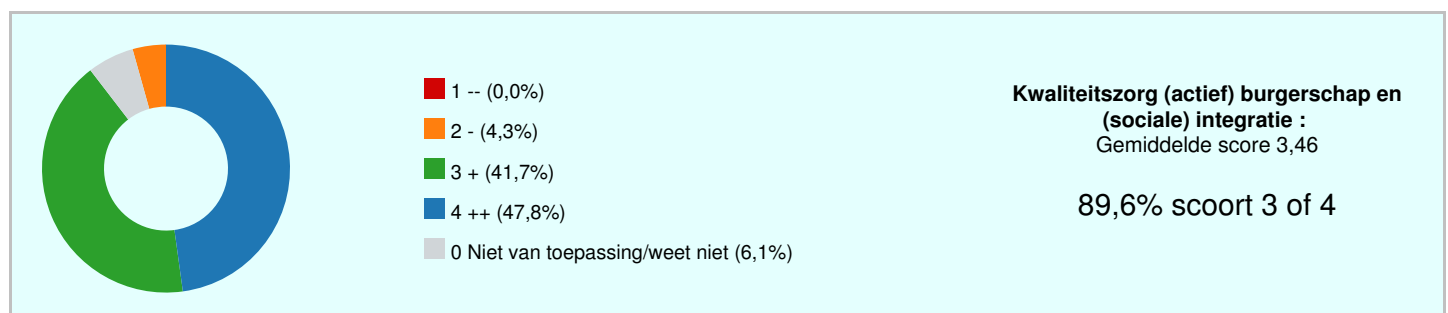 1 -- (0,0%)
2 - (4,3%)
3 + (41,7%)
4 ++ (47,8%)
0 Niet van toepassing/weet niet (6,1%)
Kwaliteitszorg (actief) burgerschap en
(sociale) integratie :
Gemiddelde score 3,46
89,6% scoort 3 of 4